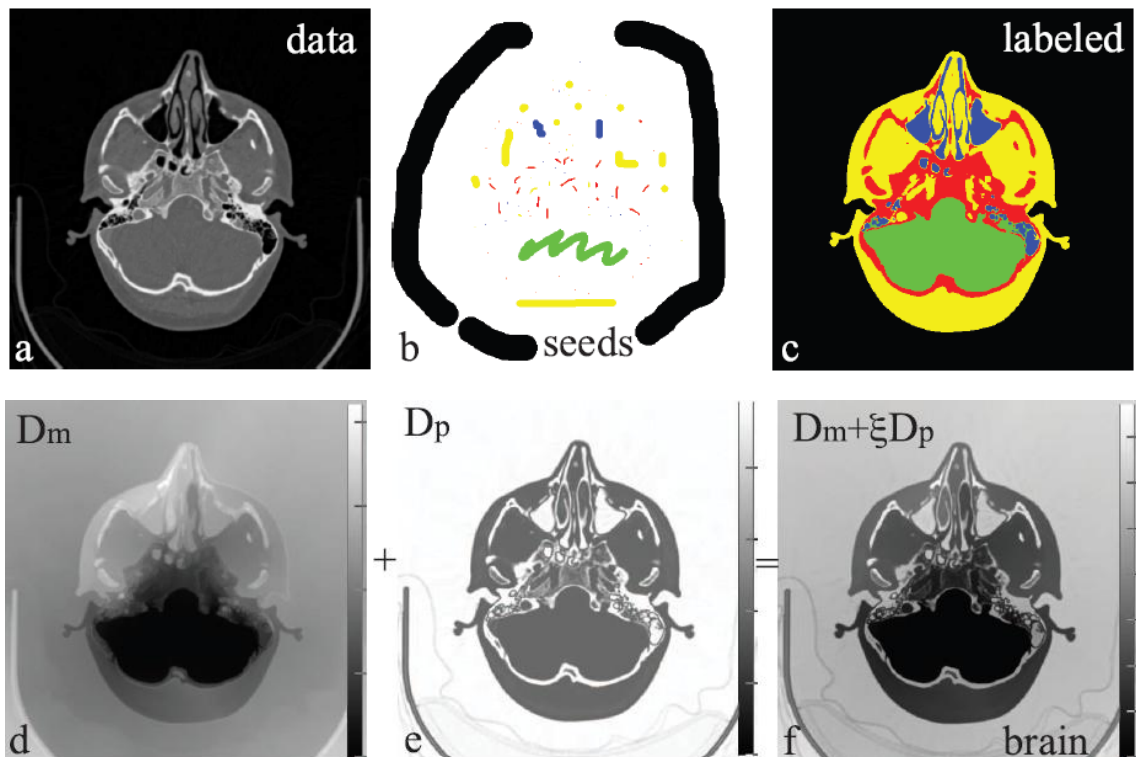 data
a
b
seeds
labeled
c
Dm
d
+
Dp
e
=
Dm+ξDp
f
brain